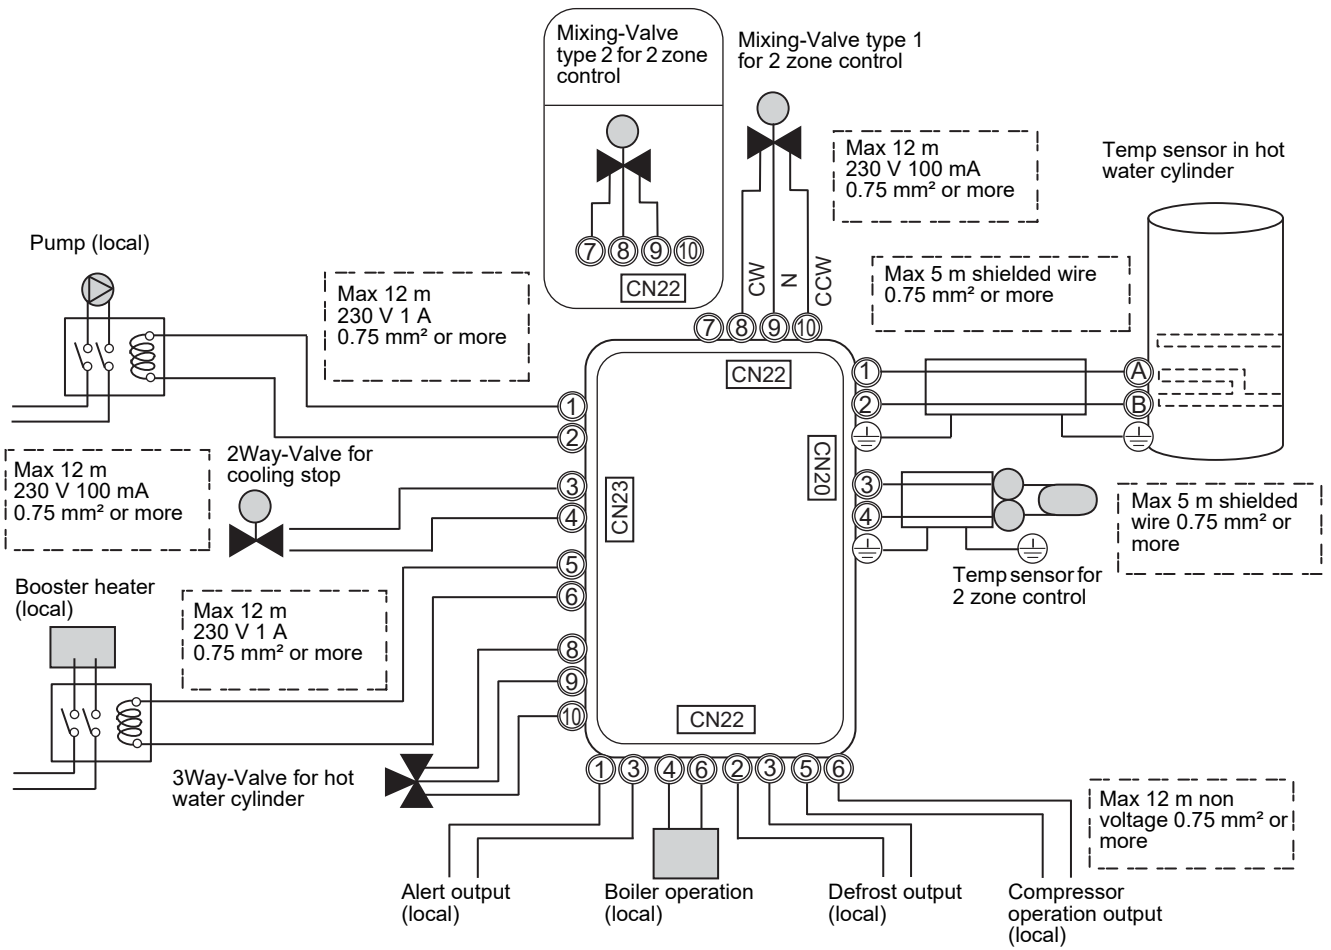 Mixing-Valve
type 2 for 2 zone
control
7 8 9 10
CN22
Mixing-Valve type 1
for 2 zone control
Max 12 m
230 V 100 mA
0.75 mm² or more
CW
N
CCW
7 8 9 10
CN22
Temp sensor in hot
water cylinder
Max 5 m shielded wire
0.75 mm² or more
Pump (local)
Max 12 m
230 V 1 A
0.75 mm² or more
1
2
1
2
A
B
2Way-Valve for
cooling stop
Max 12 m
230 V 100 mA
0.75 mm² or more
3
4
CN23
CN20
3
4
Max 5 m shielded
wire 0.75 mm² or
more
Temp sensor for
2 zone control
5
6
Booster heater
(local)
Max 12 m
230 V 1 A
0.75 mm² or more
8
9
10
3Way-Valve for hot
water cylinder
CN22
1 3 4 6 2 3 5 6
Max 12 m non
voltage 0.75 mm² or
more
Alert output
(local)
Boiler operation
(local)
Defrost output
(local)
Compressor
operation output
(local)